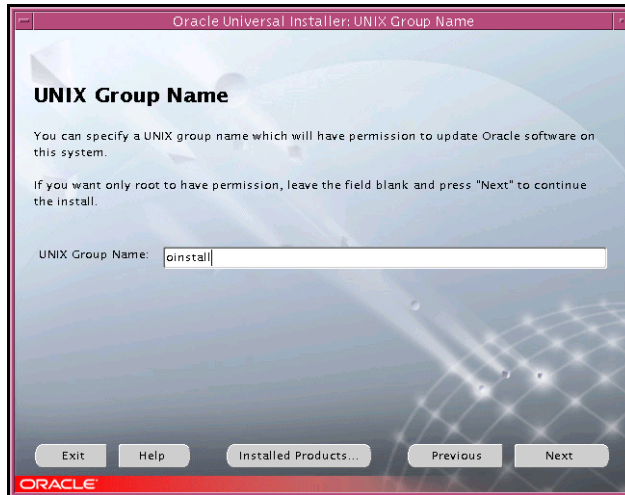 Oracle Universal Installer: UNIX Group Name
UNIX Group Name
You can specify a UNIX group name which will have permission to update Oracle software on
this system.
If you want only root to have permission, leave the field blank and press "Next" to continue
the install.
UNIX Group Name: oinstall
Exit Help Installed Products... Previous Next
ORACLE